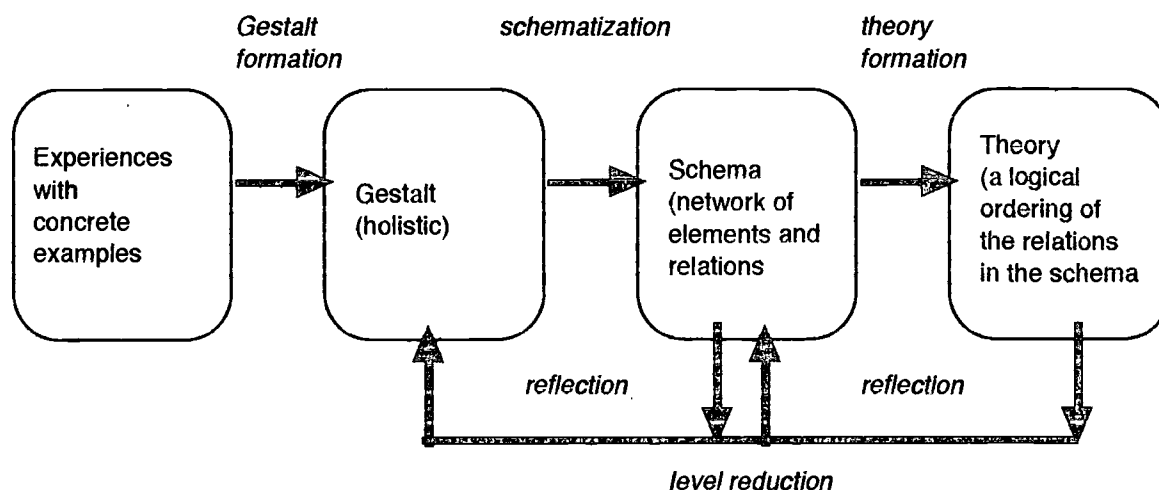 Gestalt
formation
schematization
theory
formation
Experiences
with
concrete
examples
Gestalt
(holistic)
Schema
(network of
elements and
relations
Theory
(a logical
ordering of
the relations
in the schema
reflection
reflection
level reduction